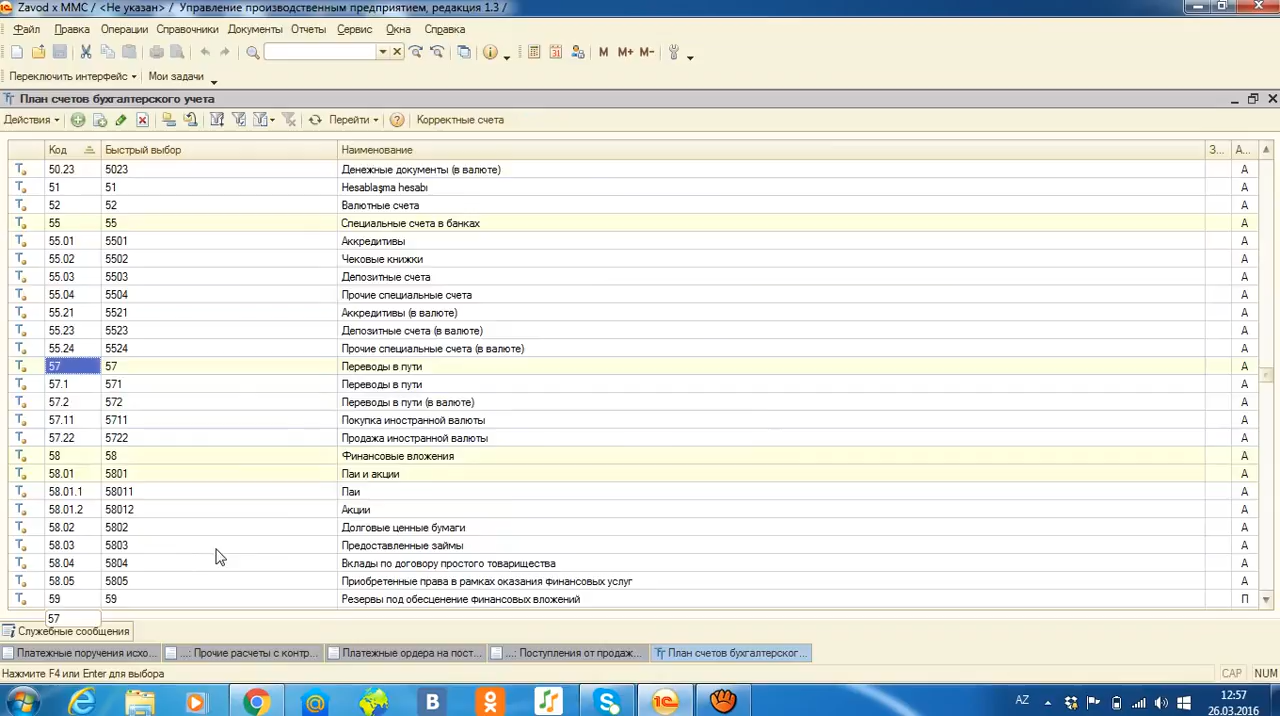 Zavod x MMC / <Не указан> / Управление производственным предприятием, редакция 1.3 /
Файл Правка Операции Справочники Документы Отчеты Сервис Окна Справка
M M+ M-
Переключить интерфейс Мои задачи
План счетов бухгалтерского учета
Действия Перейти Корректные счета
Код Быстрый выбор Наименование З... А...
50.23 5023 Денежные документы (в валюте) А
51 51 Hesablaşma hesabı А
52 52 Валютные счета А
55 55 Специальные счета в банках А
55.01 5501 Аккредитивы А
55.02 5502 Чековые книжки А
55.03 5503 Депозитные счета А
55.04 5504 Прочие специальные счета А
55.21 5521 Аккредитивы (в валюте) А
55.23 5523 Депозитные счета (в валюте) А
55.24 5524 Прочие специальные счета (в валюте) А
57 57 Переводы в пути А
57.1 571 Переводы в пути А
57.2 572 Переводы в пути (в валюте) А
57.11 5711 Покупка иностранной валюты А
57.22 5722 Продажа иностранной валюты А
58 58 Финансовые вложения А
58.01 5801 Паи и акции А
58.01.1 58011 Паи А
58.01.2 58012 Акции А
58.02 5802 Долговые ценные бумаги А
58.03 5803 Предоставленные займы А
58.04 5804 Вклады по договору простого товарищества А
58.05 5805 Приобретенные права в рамках оказания финансовых услуг А
59 59 Резервы под обесценение финансовых вложений П
57
Служебные сообщения
Платежные поручения исхо... ...: Прочие расчеты с контр... Платежные ордера на пост... ...: Поступления от продаж... План счетов бухгалтерског...
Нажмите F4 или Enter для выбора CAP NUM
AZ 12:57
26.03.2016